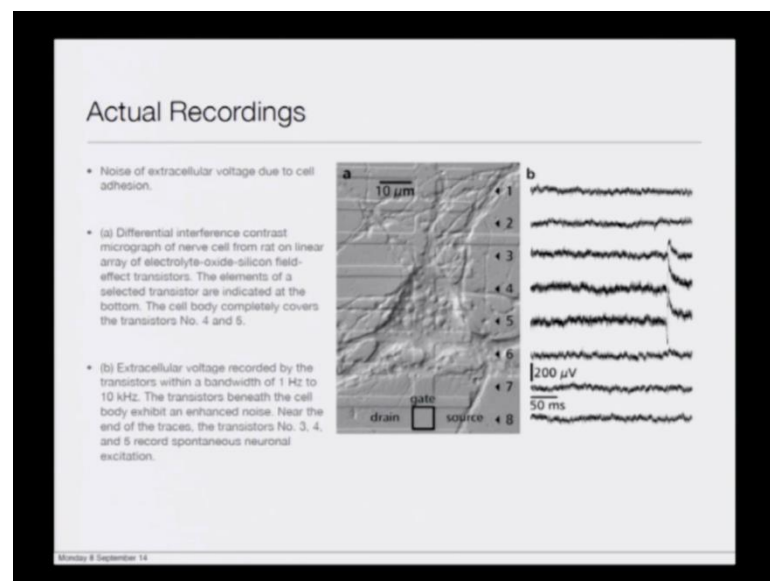 Actual Recordings
• Noise of extracellular voltage due to cell
adhesion.
• (a) Differential interference contrast
micrograph of nerve cell from rat on linear
array of electrolyte-oxide-silicon field-
effect transistors. The elements of a
selected transistor are indicated at the
bottom. The cell body completely covers
the transistors No. 4 and 5.
• (b) Extracellular voltage recorded by the
transistors within a bandwidth of 1 Hz to
10 kHz. The transistors beneath the cell
body exhibit an enhanced noise. Near the
end of the traces, the transistors No. 3, 4,
and 5 record spontaneous neuronal
excitation.
a
10 µm
1
2
3
4
5
6
7
8
gate
drain
source
b
200 µV
50 ms
Monday 8 September 14